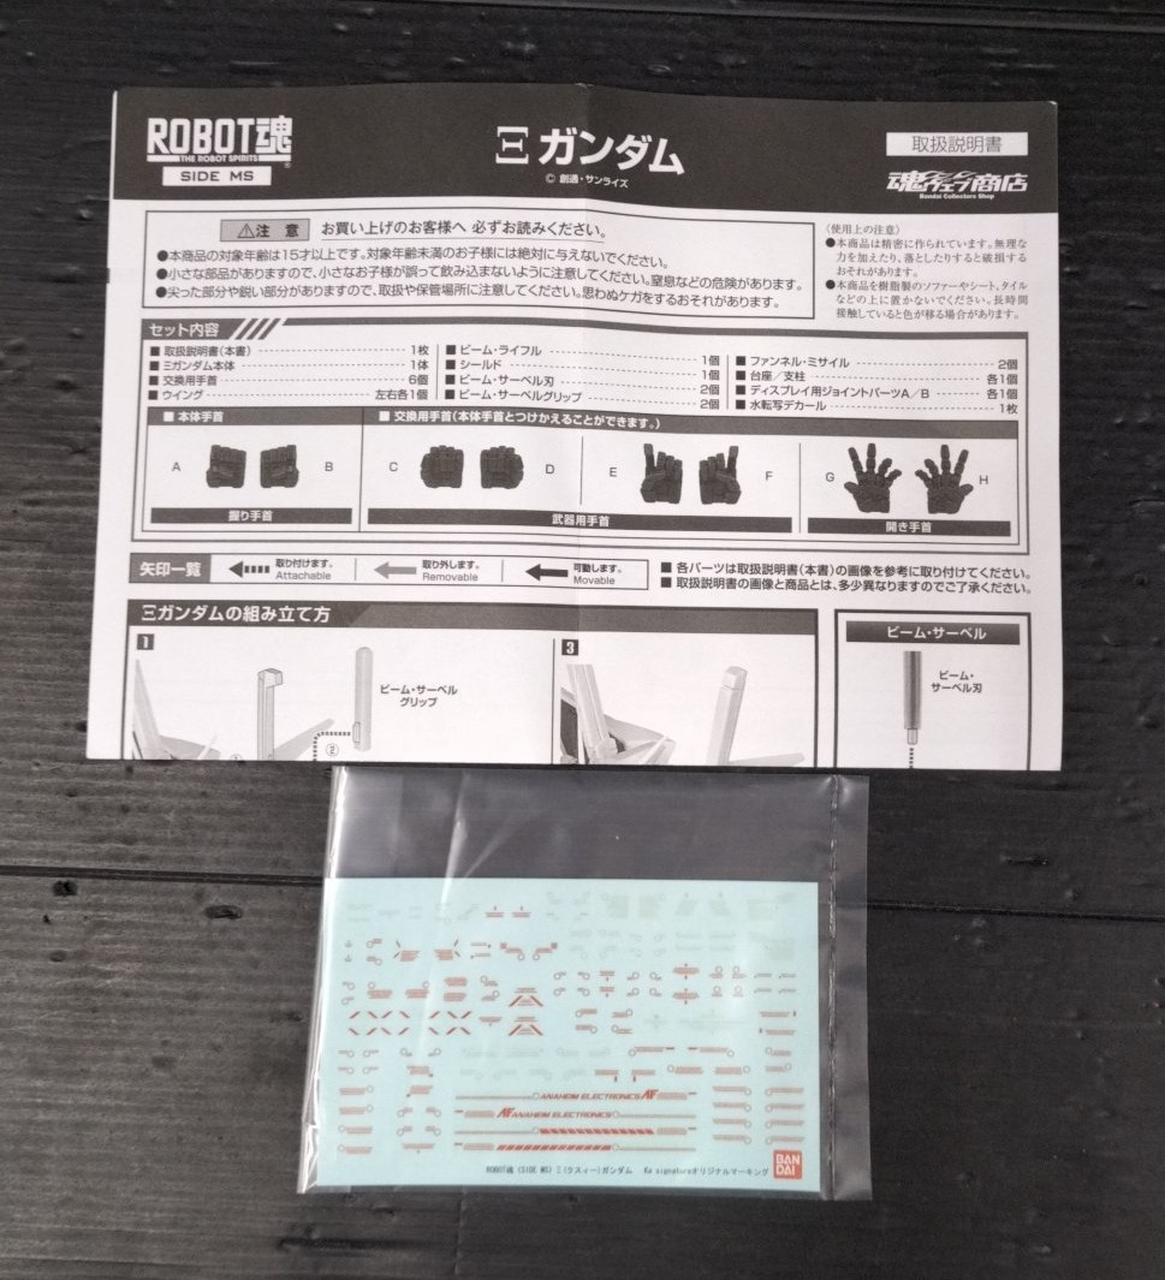 ROBOT魂
THE ROBOT SPIRITS
SIDE MS
Ξガンダム
© 創通・サンライズ
取扱説明書
魂ウェブ商店
Bandai Collectors Shop
⚠注 意 お買い上げのお客様へ 必ずお読みください。
●本商品の対象年齢は15才以上です。対象年齢未満のお子様には絶対に与えないでください。
●小さな部品がありますので、小さなお子様が誤って飲み込まないように注意してください。窒息などの危険があります。
●尖った部分や鋭い部分がありますので、取扱や保管場所に注意してください。思わぬケガをするおそれがあります。
〈使用上の注意〉
●本商品は精密に作られています。無理な
力を加えたり、落としたりすると破損する
おそれがあります。
●本商品を樹脂製のソファーやシート、タイル
などの上に置かないでください。長時間
接触していると色が移る場合があります。
セット内容
■ 取扱説明書(本書) 1枚
■ Ξガンダム本体 1体
■ 交換用手首 6個
■ ウイング 左右各1個
■ ビーム・ライフル 1個
■ シールド 1個
■ ビーム・サーベル刃 2個
■ ビーム・サーベルグリップ 2個
■ ファンネル・ミサイル 2個
■ 台座/支柱 各1個
■ ディスプレイ用ジョイントパーツA/B 各1個
■ 水転写デカール 1枚
■ 本体手首
■ 交換用手首(本体手首とつけかえることができます。)
A B C D E F G H
握り手首
武器用手首
開き手首
矢印一覧
取り付けます。
Attachable
取り外します。
Removable
可動します。
Movable
■ 各パーツは取扱説明書(本書)の画像を参考に取り付けてください。
■ 取扱説明書の画像と商品とは、多少異なりますのでご了承ください。
Ξガンダムの組み立て方
1
ビーム・サーベル
グリップ
②
3
ビーム・サーベル
ビーム・
サーベル刃
ANAHEIM ELECTRONICS AE
AE ANAHEIM ELECTRONICS
ROBOT魂 (SIDE MS) Ξ(クスィー)ガンダム Ka signatureオリジナルマーキング
BAN
DAI